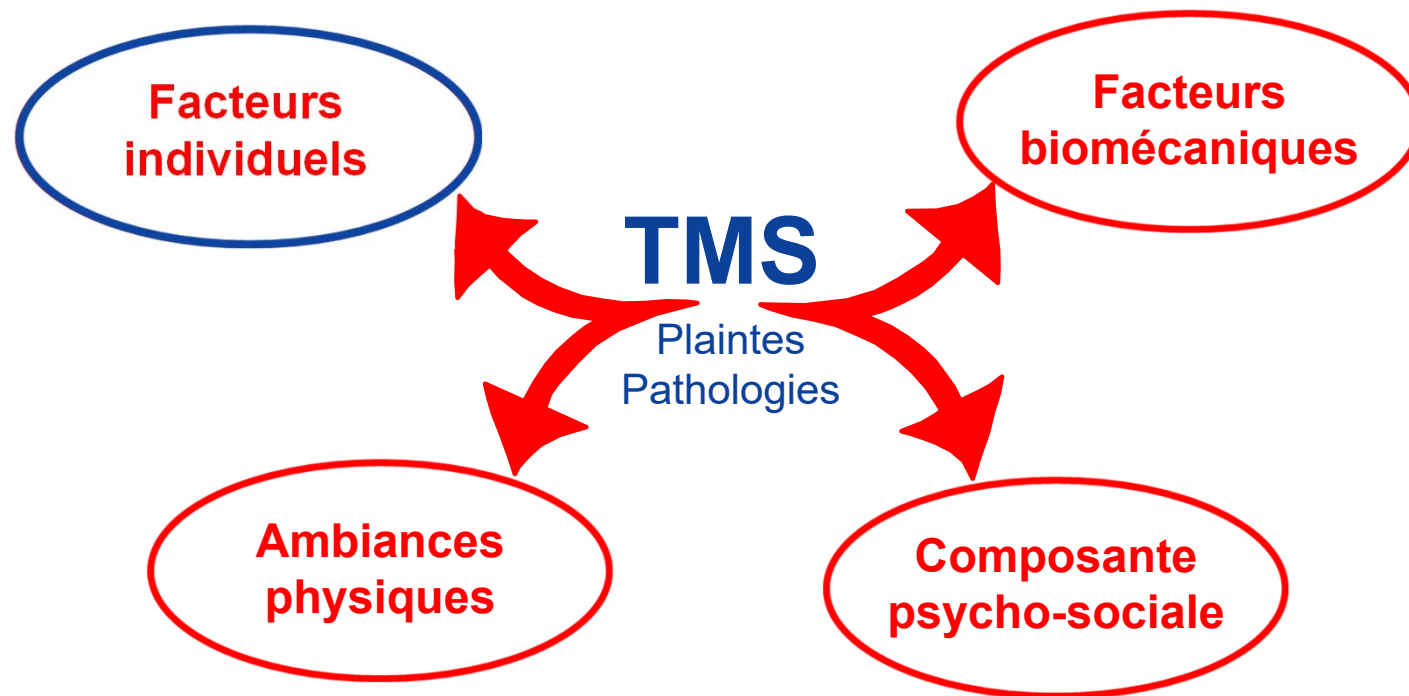 Facteurs
individuels
Facteurs
biomécaniques
TMS
Plaintes
Pathologies
Ambiances
physiques
Composante
psycho-sociale